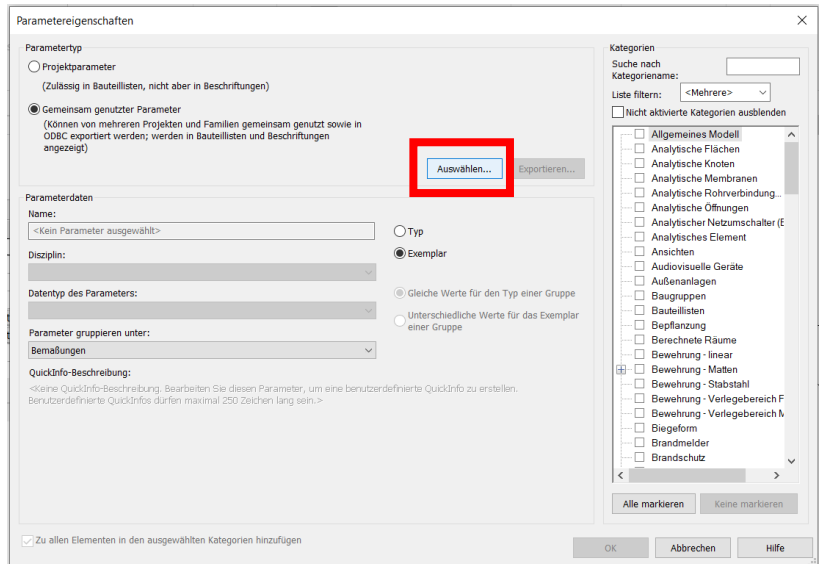 Parametereigenschaften
Parametertyp
Projektparameter
(Zulässig in Bauteillisten, nicht aber in Beschriftungen)
Gemeinsam genutzter Parameter
(Können von mehreren Projekten und Familien gemeinsam genutzt sowie in
ODBC exportiert werden; werden in Bauteillisten und Beschriftungen
angezeigt)
Auswählen...
Exportieren...
Parameterdaten
Name:
<Kein Parameter ausgewählt>
Typ
Disziplin:
Exemplar
Datentyp des Parameters:
Gleiche Werte für den Typ einer Gruppe
Unterschiedliche Werte für das Exemplar
einer Gruppe
Parameter gruppieren unter:
Bemaßungen
QuickInfo-Beschreibung:
<Keine QuickInfo-Beschreibung. Bearbeiten Sie diesen Parameter, um eine benutzerdefinierte QuickInfo zu erstellen.
Benutzerdefinierte QuickInfos dürfen maximal 250 Zeichen lang sein.>
Zu allen Elementen in den ausgewählten Kategorien hinzufügen
Kategorien
Suche nach
Kategoriename:
Liste filtern:
<Mehrere>
Nicht aktivierte Kategorien ausblenden
Allgemeines Modell
Analytische Flächen
Analytische Knoten
Analytische Membranen
Analytische Rohrverbindung...
Analytische Öffnungen
Analytischer Netzumschalter (E
Analytisches Element
Ansichten
Audiovisuelle Geräte
Außenanlagen
Baugruppen
Bauteillisten
Bepflanzung
Berechnete Räume
Bewehrung - linear
Bewehrung - Matten
Bewehrung - Stabstahl
Bewehrung - Verlegebereich F
Bewehrung - Verlegebereich M
Biegeform
Brandmelder
Brandschutz
Alle markieren
Keine markieren
OK
Abbrechen
Hilfe